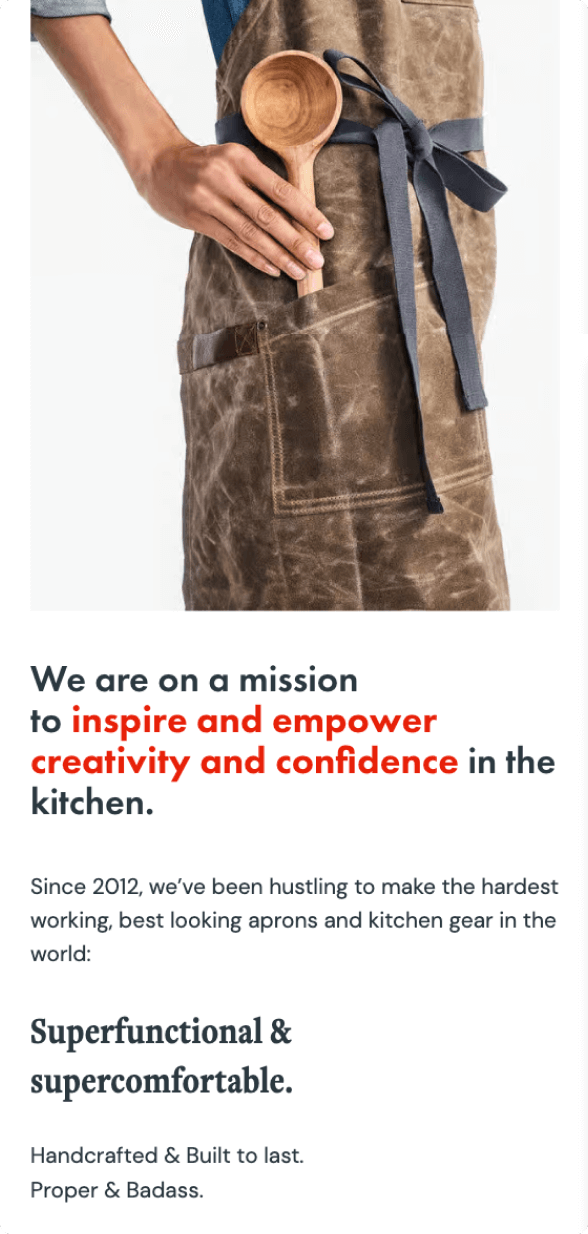 We are on a mission
to inspire and empower
creativity and confidence in the
kitchen.
Since 2012, we’ve been hustling to make the hardest
working, best looking aprons and kitchen gear in the
world:
Superfunctional &
supercomfortable.
Handcrafted & Built to last.
Proper & Badass.